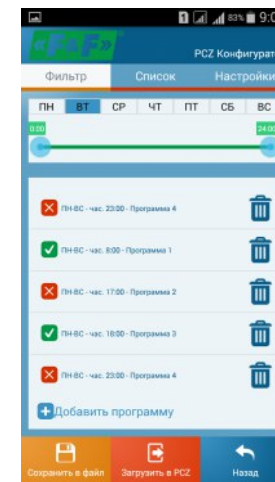 83% 9:0
F&F
PCZ Конфигурат
Фильтр Список Настройки
ПН ВТ СР ЧТ ПТ СБ ВС
0:00 24:00
ПН-ВС - час. 23:00 - Программа 4
ПН-ВС - час. 8:00 - Программа 1
ПН-ВС - час. 17:00 - Программа 2
ПН-ВС - час. 18:00 - Программа 3
ПН-ВС - час. 23:00 - Программа 4
Добавить программу
Сохранить в файл Загрузить в PCZ Назад